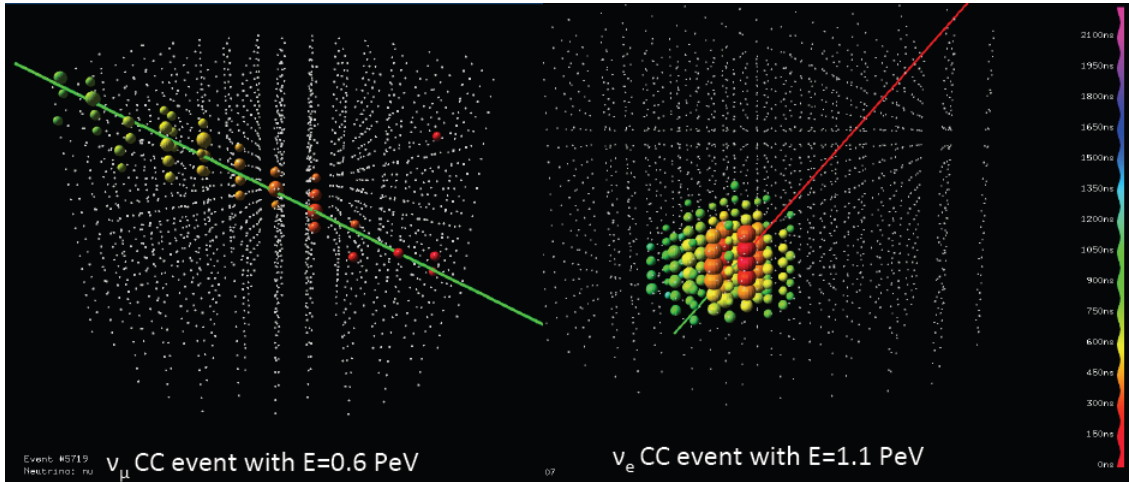 Event #5719
Neutrino: nu
νμ CC event with E=0.6 PeV
νe CC event with E=1.1 PeV
2100ns
1950ns
1800ns
1650ns
1500ns
1350ns
1200ns
1050ns
900ns
750ns
600ns
450ns
300ns
150ns
0ns